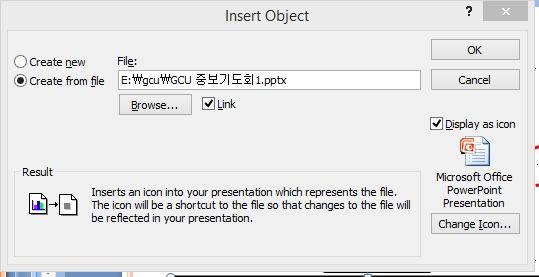 Insert Object
? ×
Create new
Create from file
File:
E:₩gcu₩GCU 중보기도회1.pptx
Browse...
Link
OK
Cancel
Display as icon
Microsoft Office
PowerPoint
Presentation
Change Icon...
Result
Inserts an icon into your presentation which represents the file.
The icon will be a shortcut to the file so that changes to the file will
be reflected in your presentation.